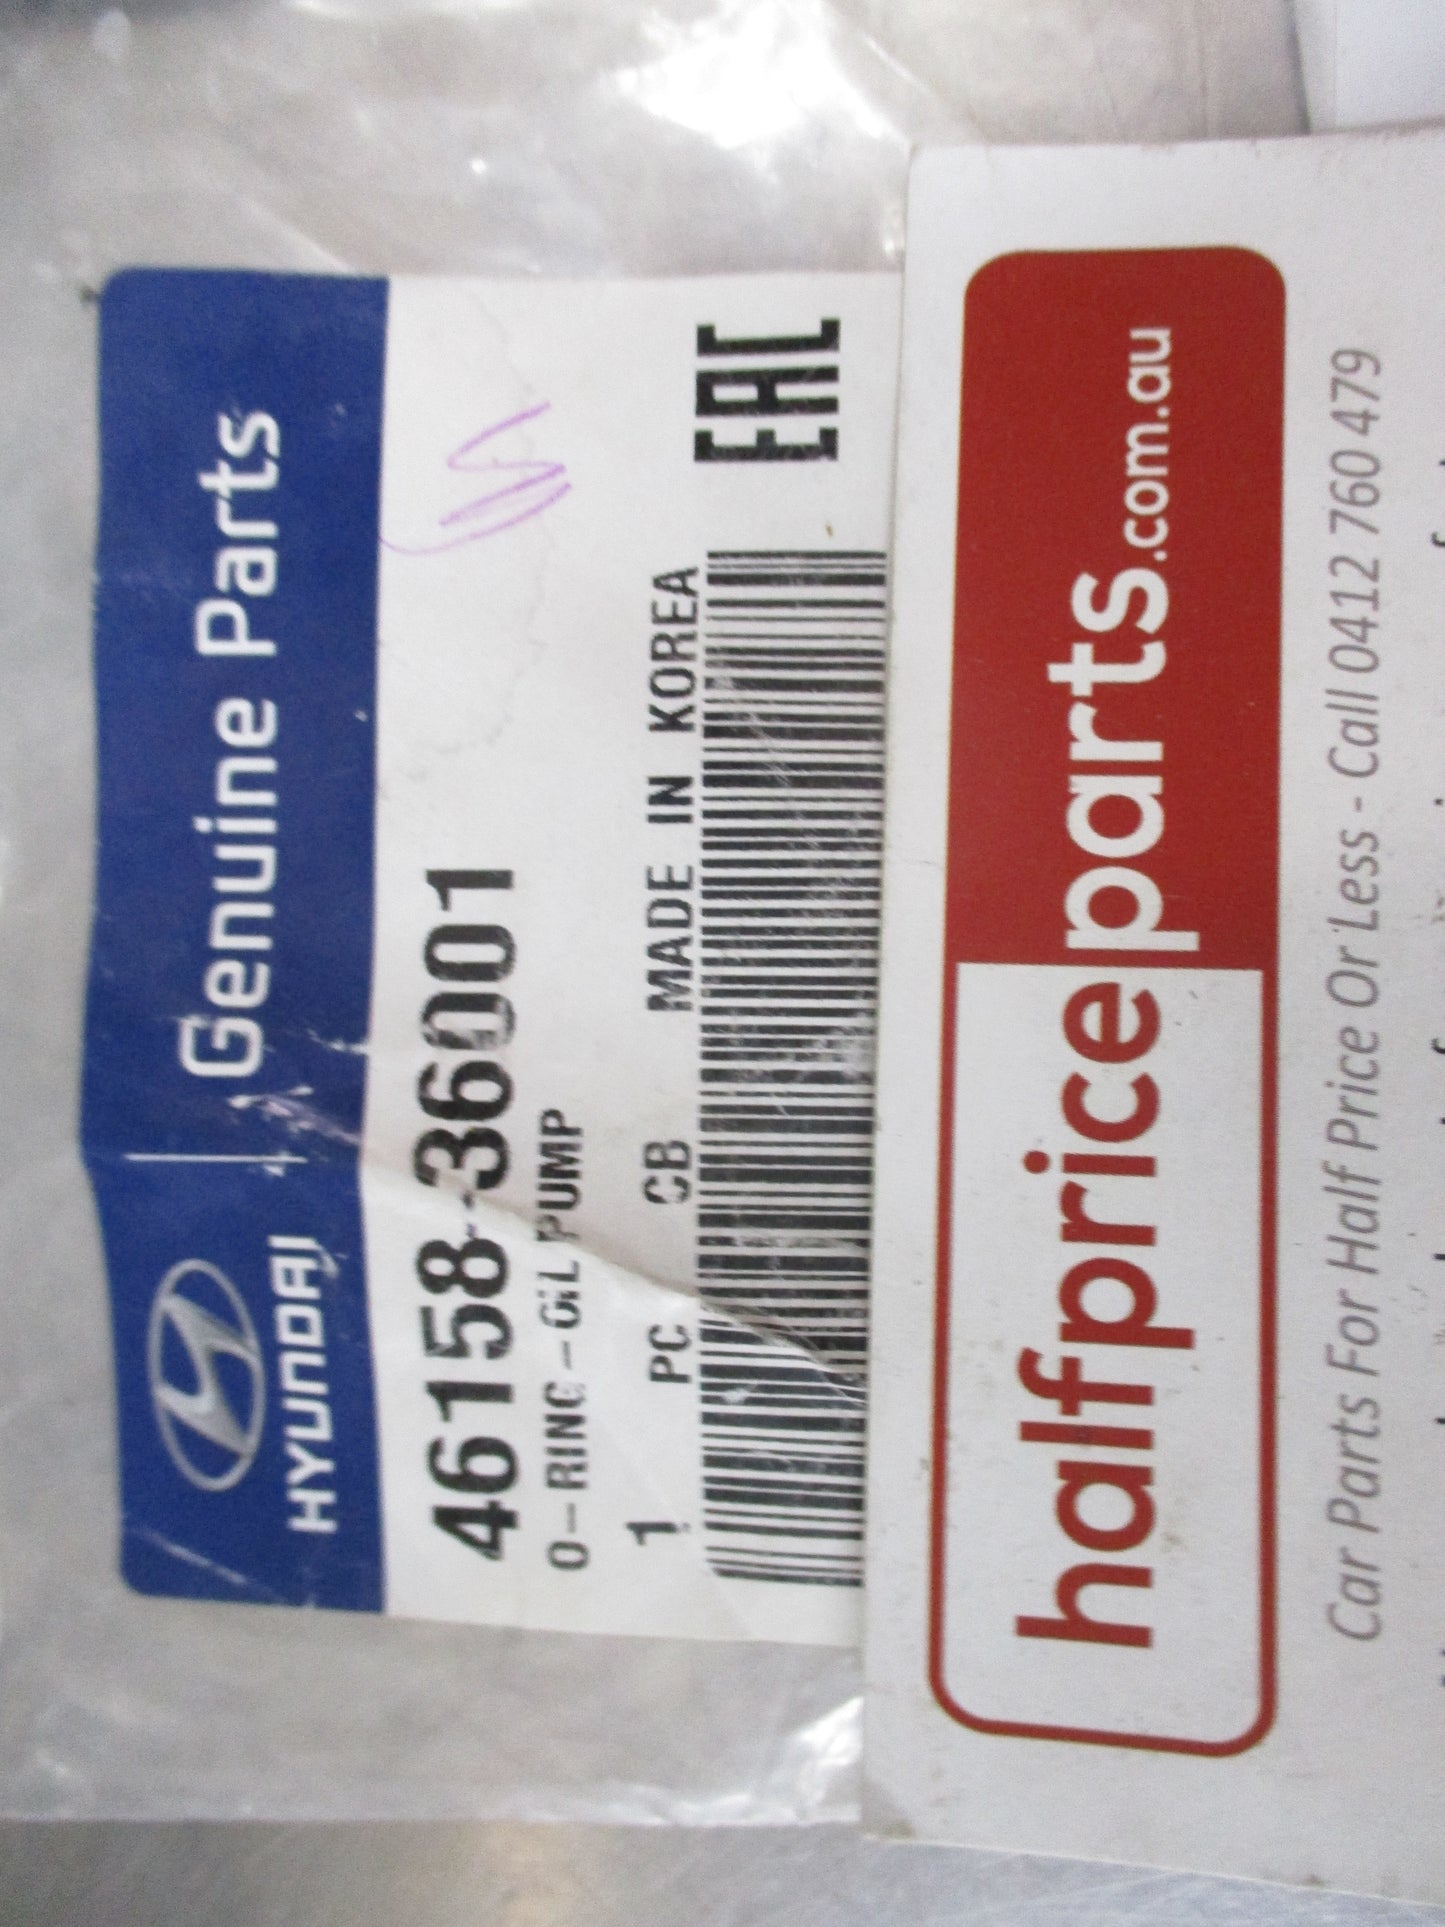 HYUNDAI
Genuine Parts
46158-36001
O-RING-OIL PUMP
1 PC CB MADE IN KOREA
EAC
halfpriceparts.com.au
Car Parts For Half Price Or Less - Call 0412 760 479